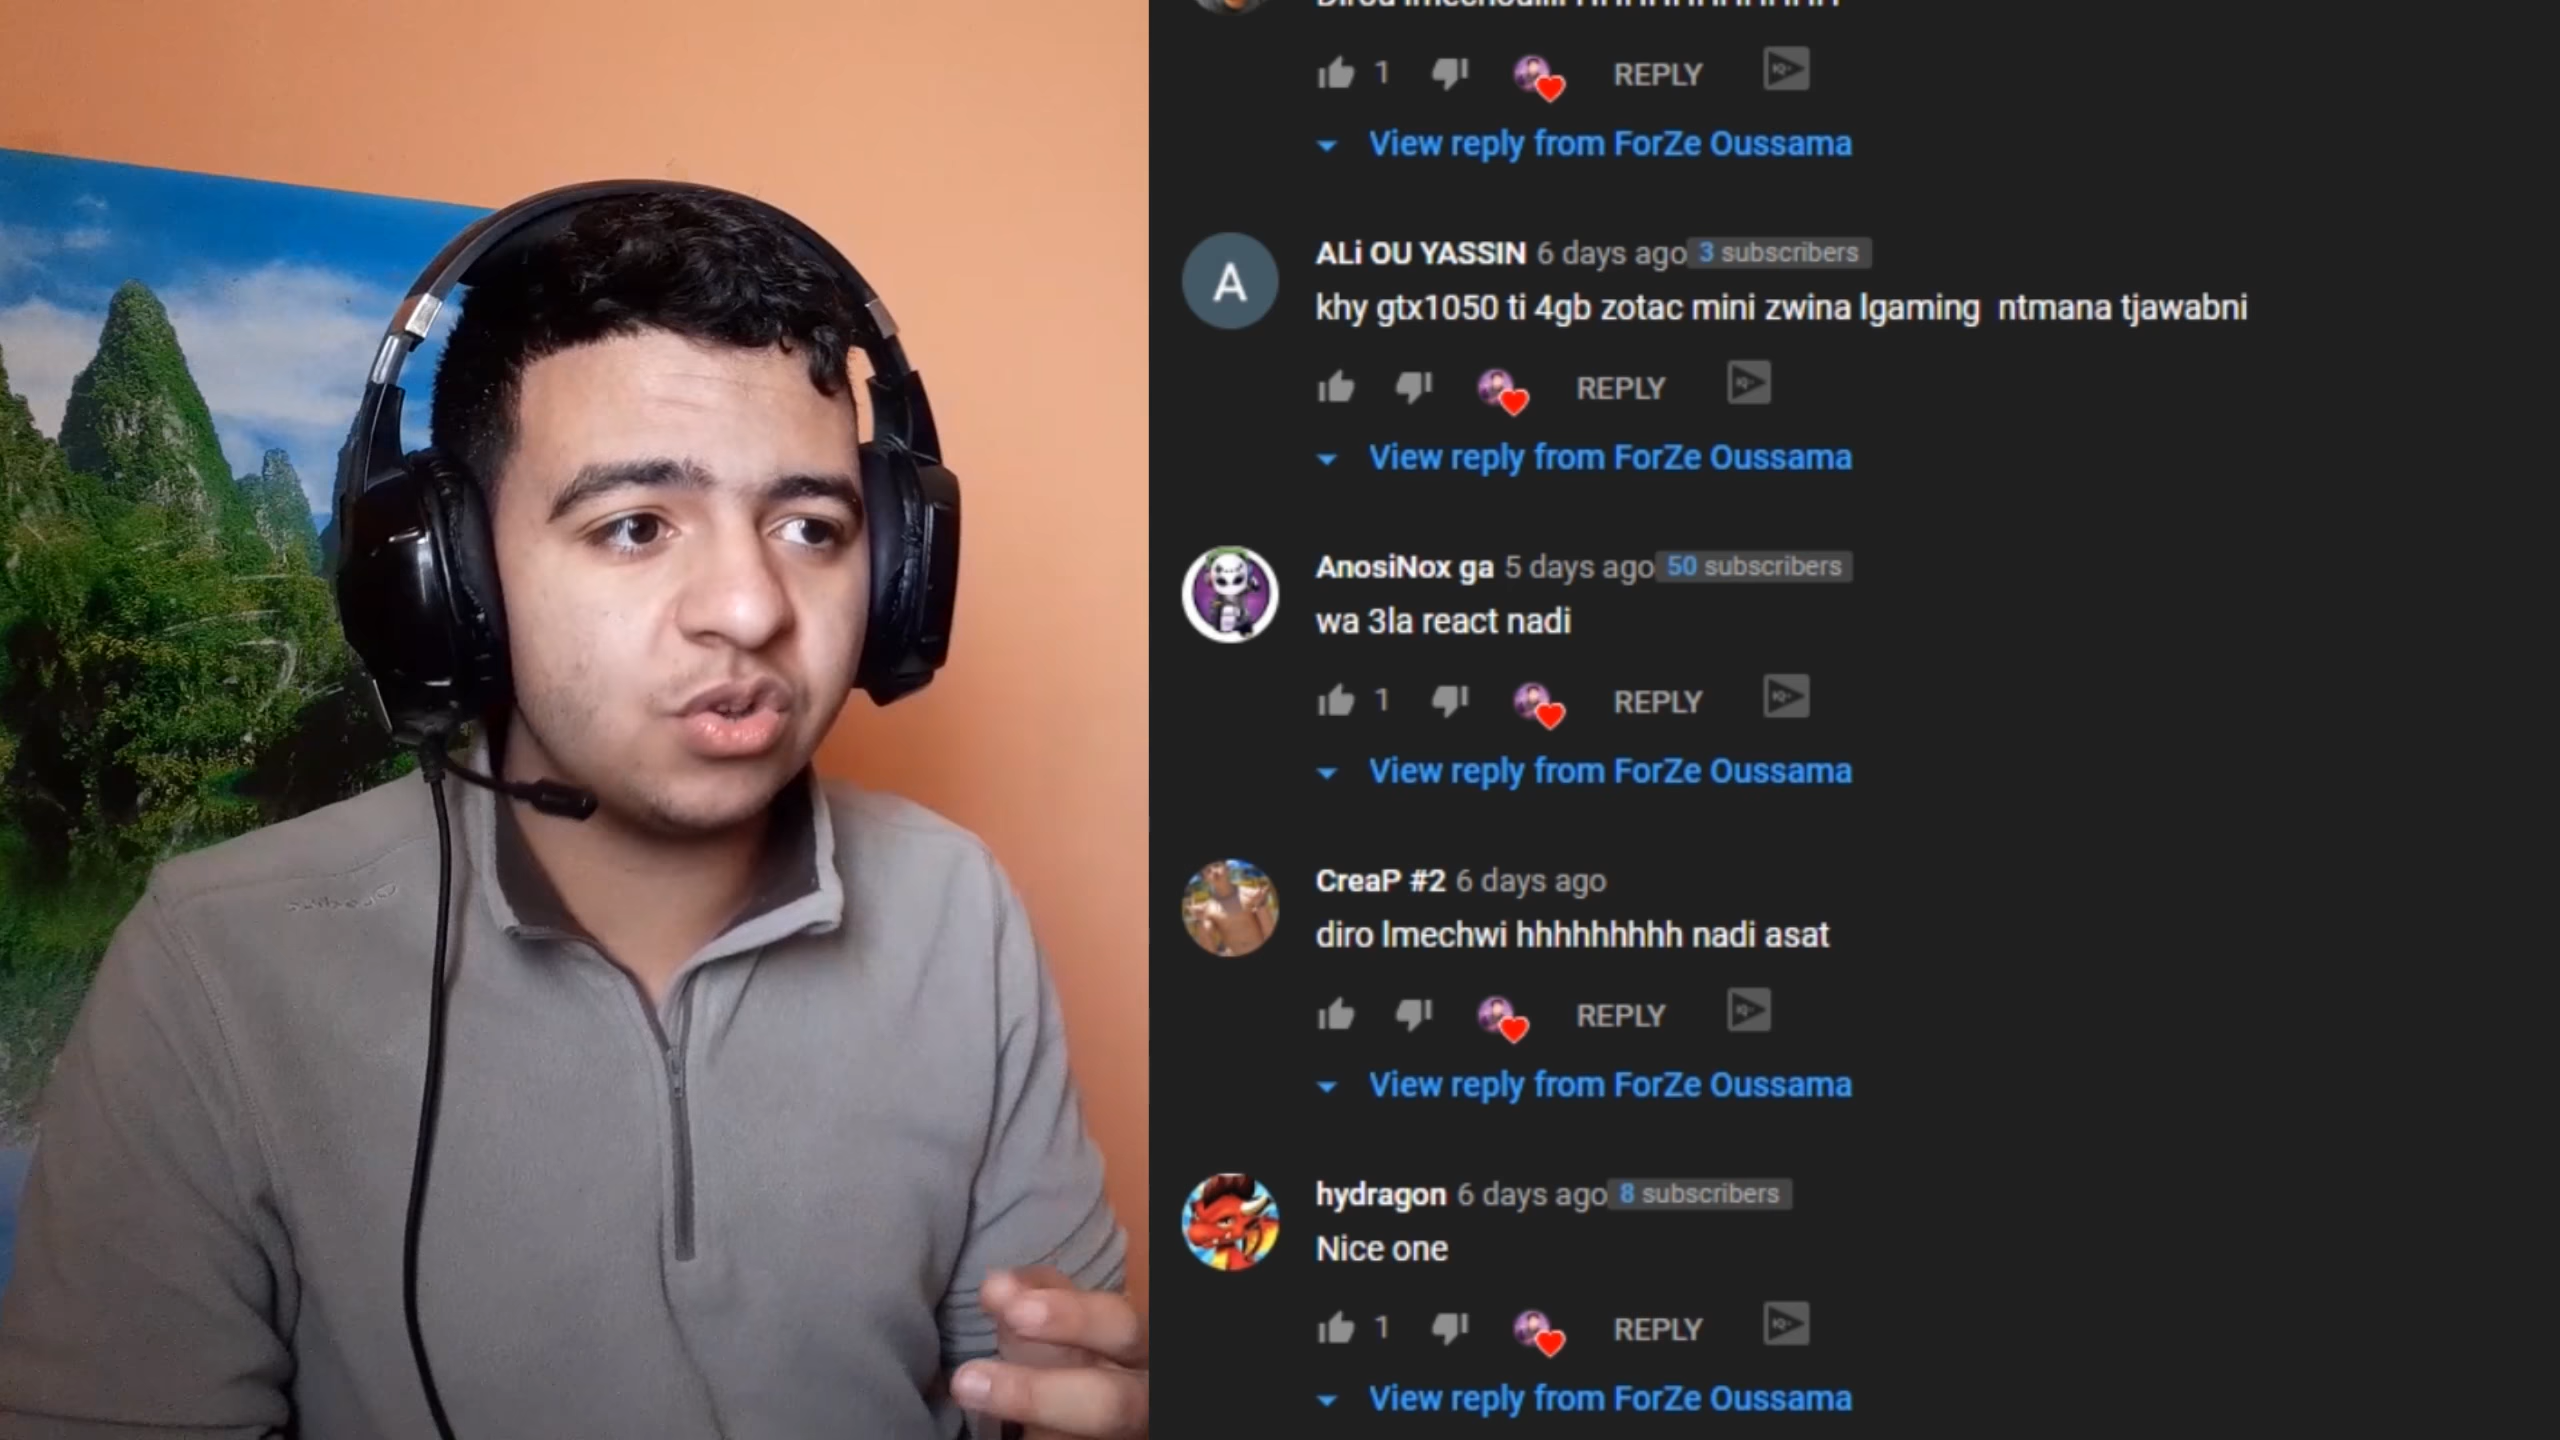 1 REPLY
View reply from ForZe Oussama
A
ALi OU YASSIN 6 days ago 3 subscribers
khy gtx1050 ti 4gb zotac mini zwina lgaming ntmana tjawabni
REPLY
View reply from ForZe Oussama
AnosiNox ga 5 days ago 50 subscribers
wa 3la react nadi
1 REPLY
View reply from ForZe Oussama
CreaP #2 6 days ago
diro lmechwi hhhhhhhhh nadi asat
REPLY
View reply from ForZe Oussama
hydragon 6 days ago 8 subscribers
Nice one
1 REPLY
View reply from ForZe Oussama